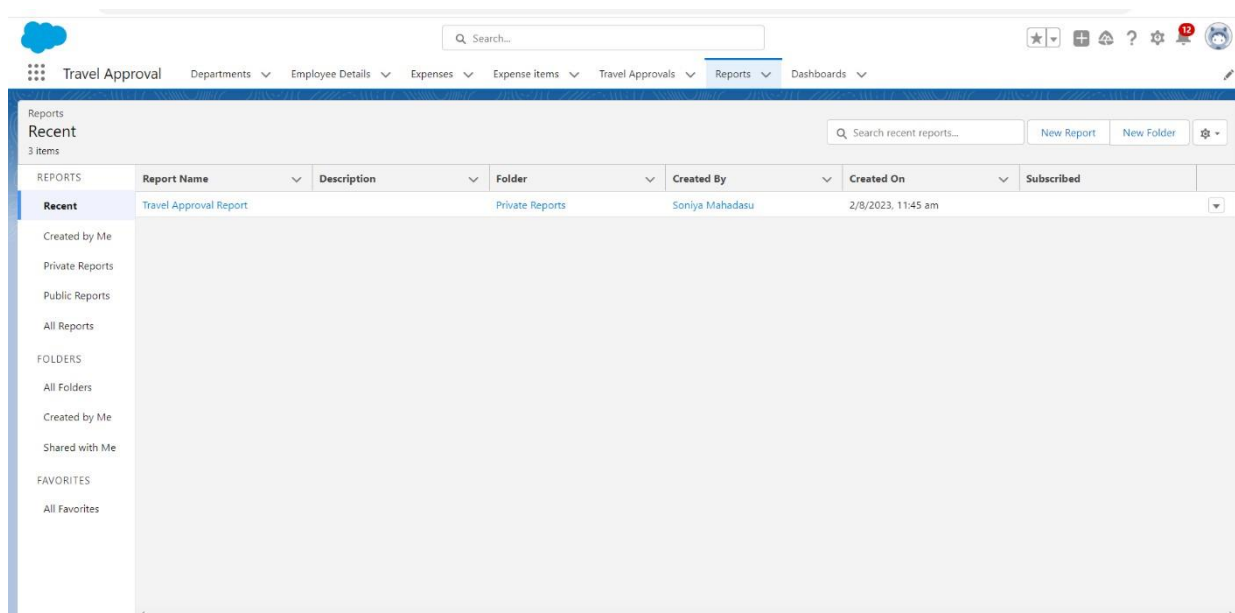 Search...
12
Travel Approval Departments Employee Details Expenses Expense items Travel Approvals Reports Dashboards
Reports
Recent
3 items
Search recent reports...
New Report
New Folder
REPORTS
Report Name Description Folder Created By Created On Subscribed
Recent
Travel Approval Report Private Reports Soniya Mahadasu 2/8/2023, 11:45 am
Created by Me
Private Reports
Public Reports
All Reports
FOLDERS
All Folders
Created by Me
Shared with Me
FAVORITES
All Favorites